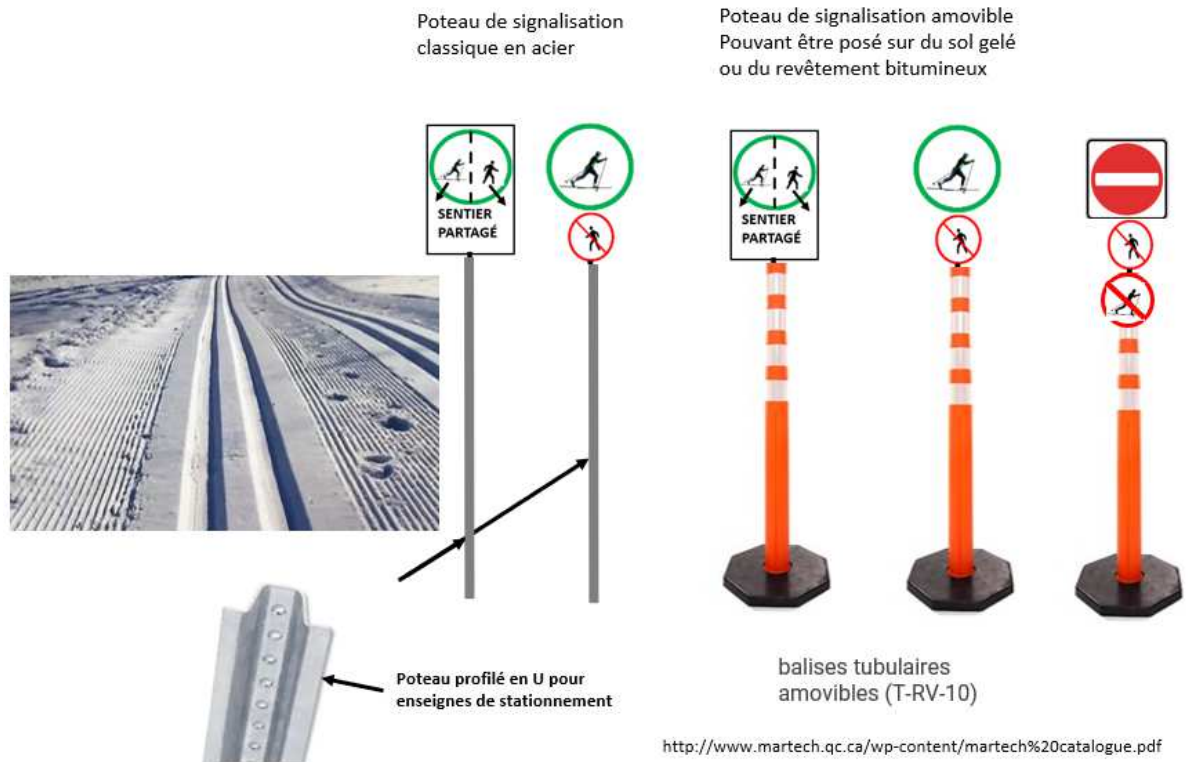 Poteau de signalisation
classique en acier
Poteau de signalisation amovible
Pouvant être posé sur du sol gelé
ou du revêtement bitumineux
SENTIER
PARTAGÉ
SENTIER
PARTAGÉ
Poteau profilé en U pour
enseignes de stationnement
balises tubulaires
amovibles (T-RV-10)
http://www.martech.qc.ca/wp-content/martech%20catalogue.pdf